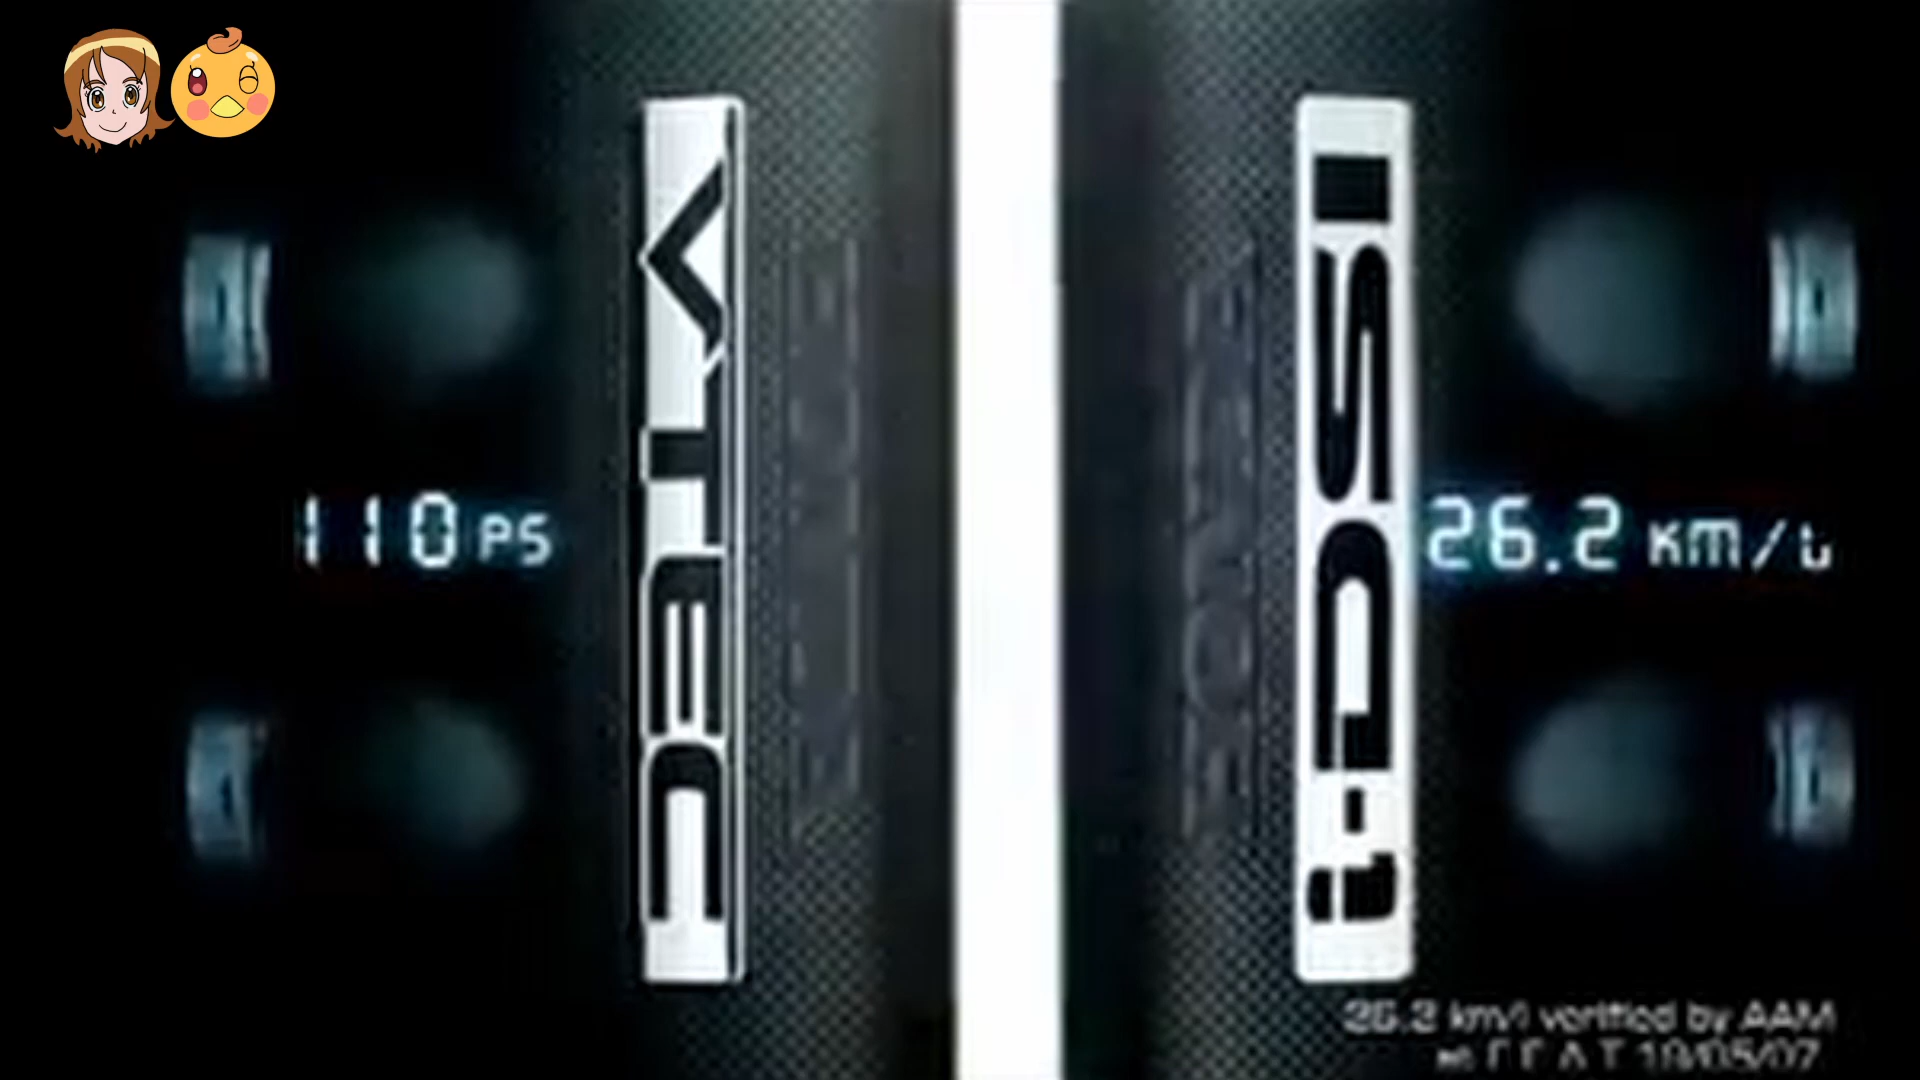 VTEC
i-DSI
110 PS
26.2 KM/L
26.2 km/l verified by AAM